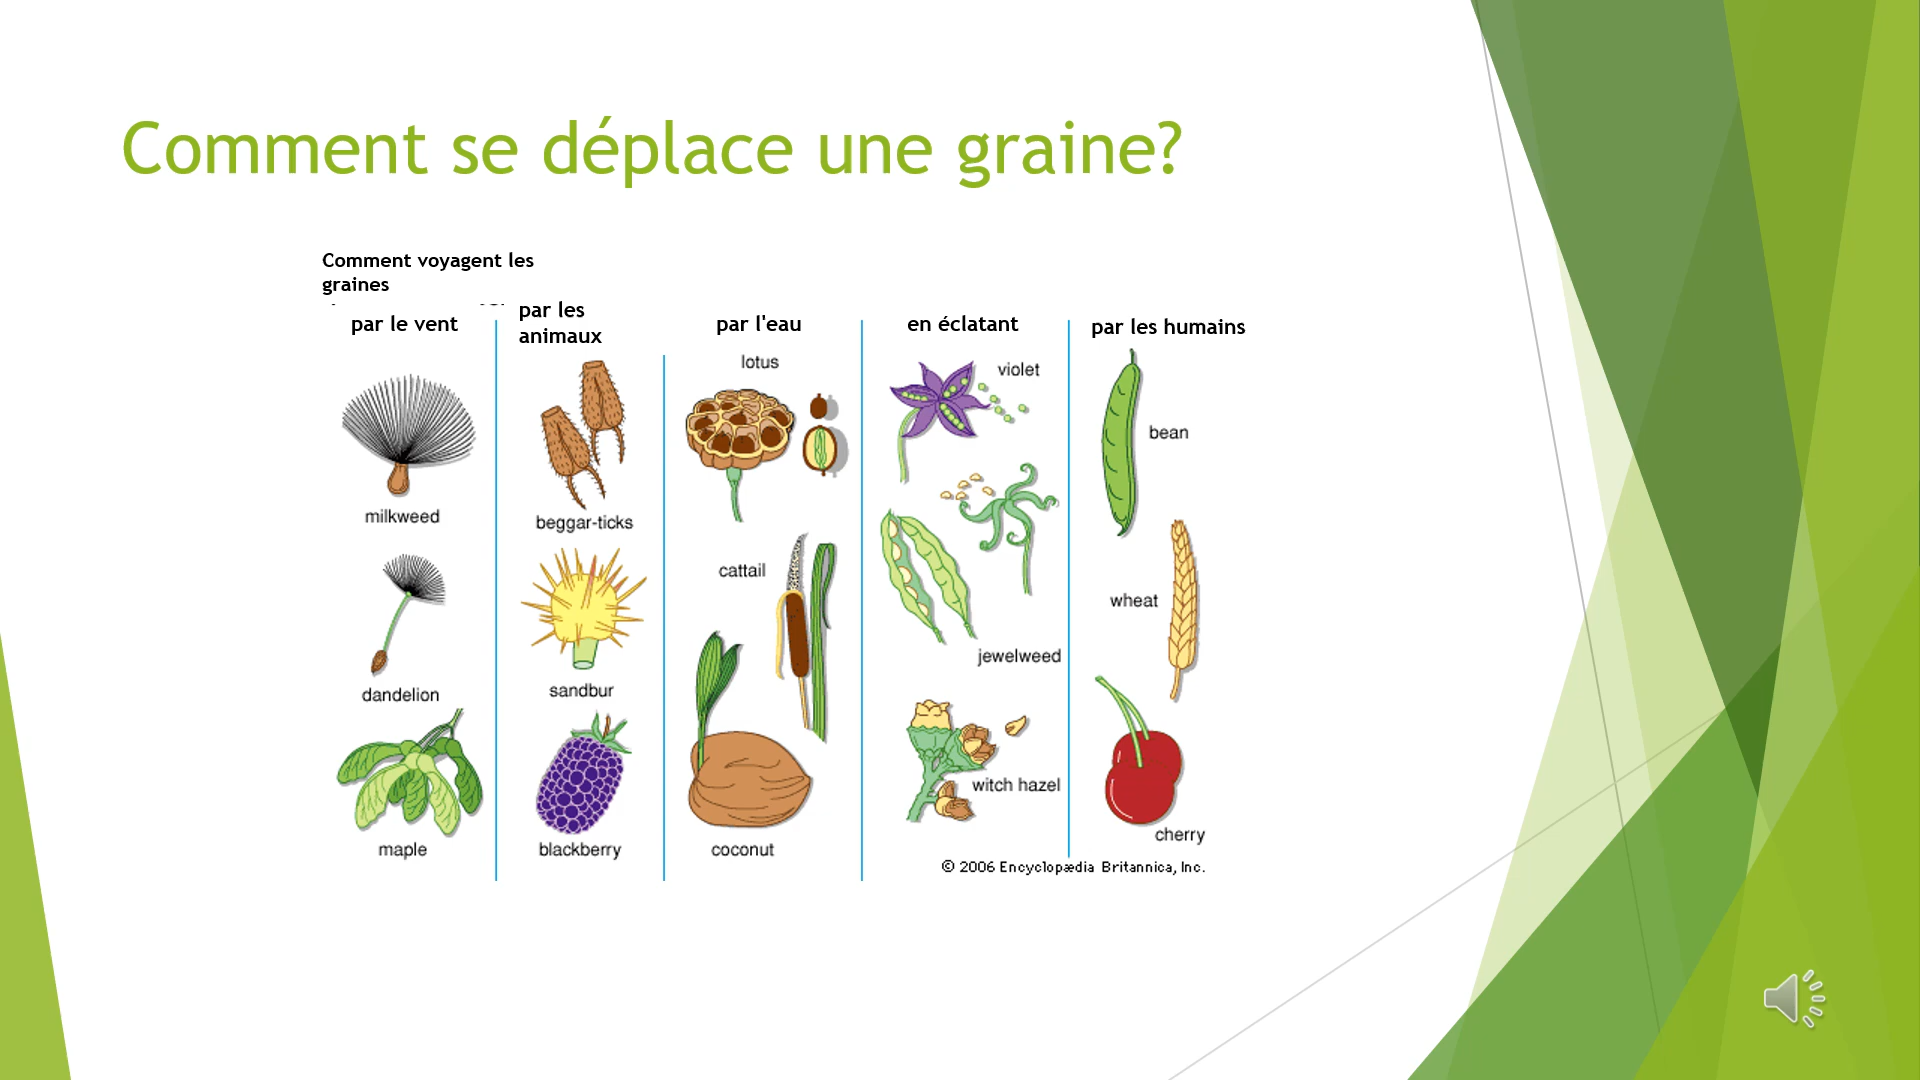 Comment se déplace une graine?
Comment voyagent les
graines
par le vent
milkweed
dandelion
maple
par les
animaux
beggar-ticks
sandbur
blackberry
par l'eau
lotus
cattail
coconut
en éclatant
violet
jewelweed
witch hazel
par les humains
bean
wheat
cherry
© 2006 Encyclopædia Britannica, Inc.